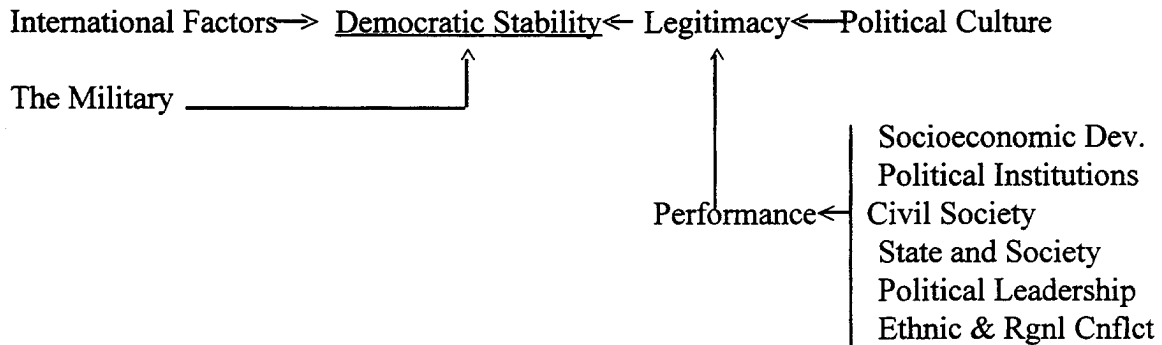 International Factors Democratic Stability Legitimacy Political Culture
The Military
Socioeconomic Dev.
Political Institutions
Performance Civil Society
State and Society
Political Leadership
Ethnic & Rgnl Cnflct